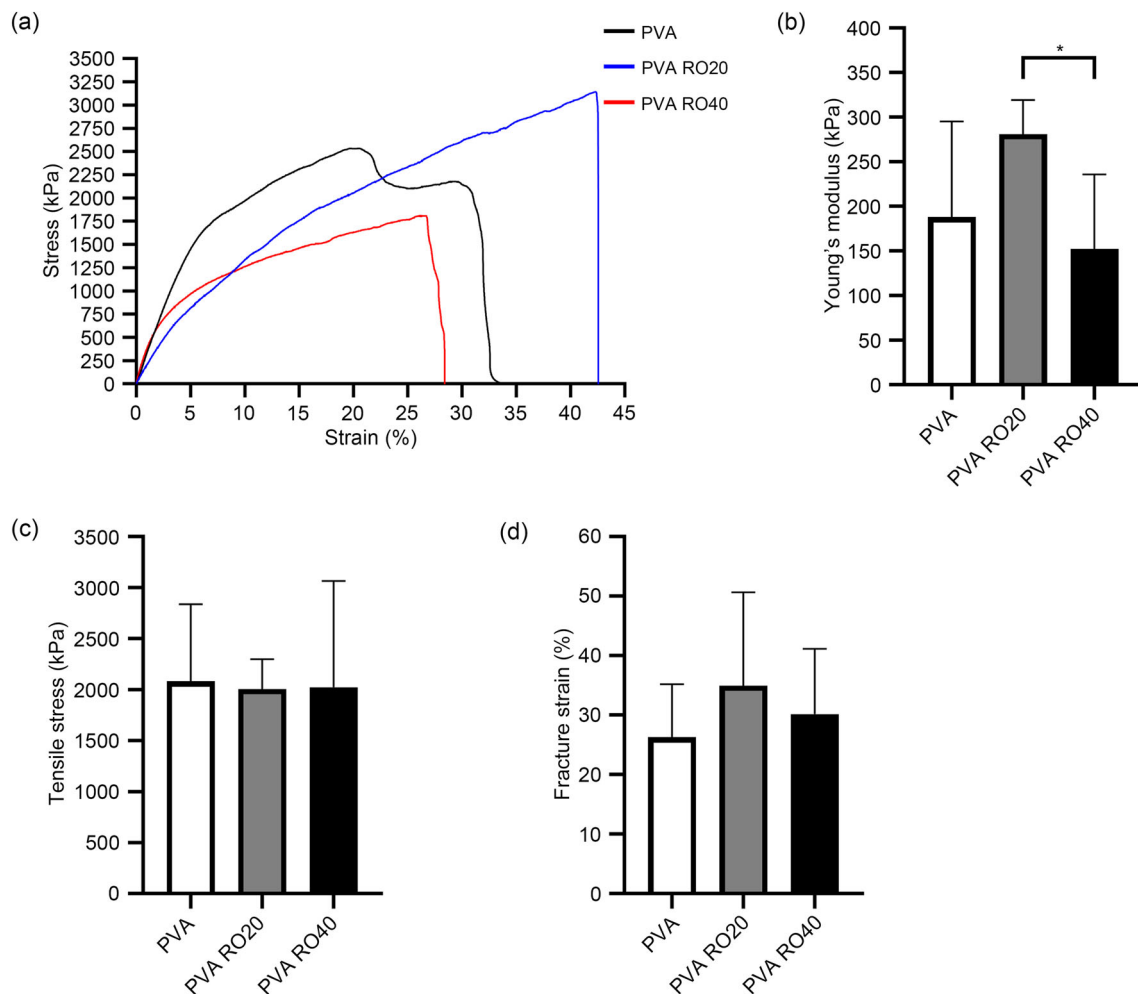 (a)
PVA
PVA RO20
PVA RO40
3500
3250
3000
2750
2500
2250
2000
1750
1500
1250
1000
750
500
250
0
Stress (kPa)
0 5 10 15 20 25 30 35 40 45
Strain (%)
(b)
*
400
350
300
250
200
150
100
50
0
Young's modulus (kPa)
PVA
PVA RO20
PVA RO40
(c)
3500
3000
2500
2000
1500
1000
500
0
Tensile stress (kPa)
PVA
PVA RO20
PVA RO40
(d)
60
50
40
30
20
10
0
Fracture strain (%)
PVA
PVA RO20
PVA RO40